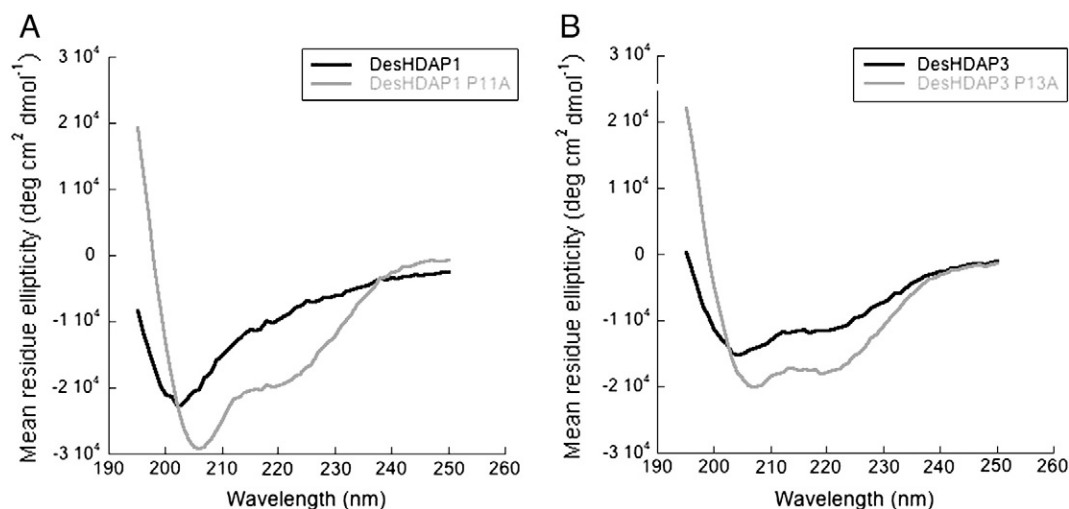 A
Mean residue ellipticity (deg cm² dmol⁻¹)
3 10⁴
2 10⁴
1 10⁴
0
-1 10⁴
-2 10⁴
-3 10⁴
DesHDAP1
DesHDAP1 P11A
190 200 210 220 230 240 250 260
Wavelength (nm)
B
Mean residue ellipticity (deg cm² dmol⁻¹)
3 10⁴
2 10⁴
1 10⁴
0
-1 10⁴
-2 10⁴
-3 10⁴
DesHDAP3
DesHDAP3 P13A
190 200 210 220 230 240 250 260
Wavelength (nm)